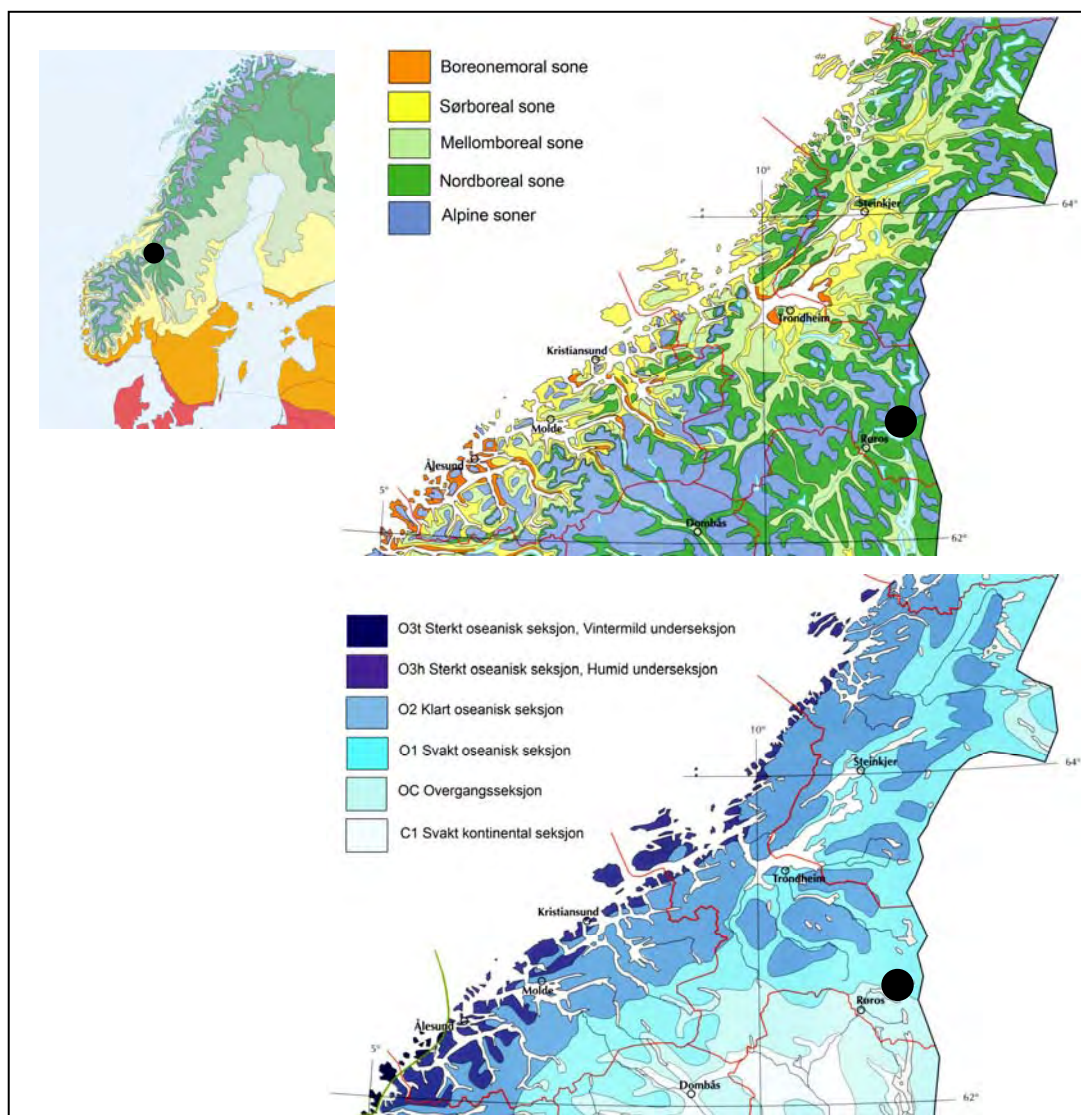 Boreonemoral sone
Sørboreal sone
Mellomboreal sone
Nordboreal sone
Alpine soner
10°
Steinkjer
64°
Trondheim
Kristiansund
Molde
Røros
Ålesund
5°
Dombås
62°
O3t Sterkt oseanisk seksjon, Vintermild underseksjon
O3h Sterkt oseanisk seksjon, Humid underseksjon
O2 Klart oseanisk seksjon
O1 Svakt oseanisk seksjon
OC Overgangsseksjon
C1 Svakt kontinental seksjon
10°
Steinkjer
64°
Trondheim
Kristiansund
Molde
Røros
Ålesund
5°
Dombås
62°